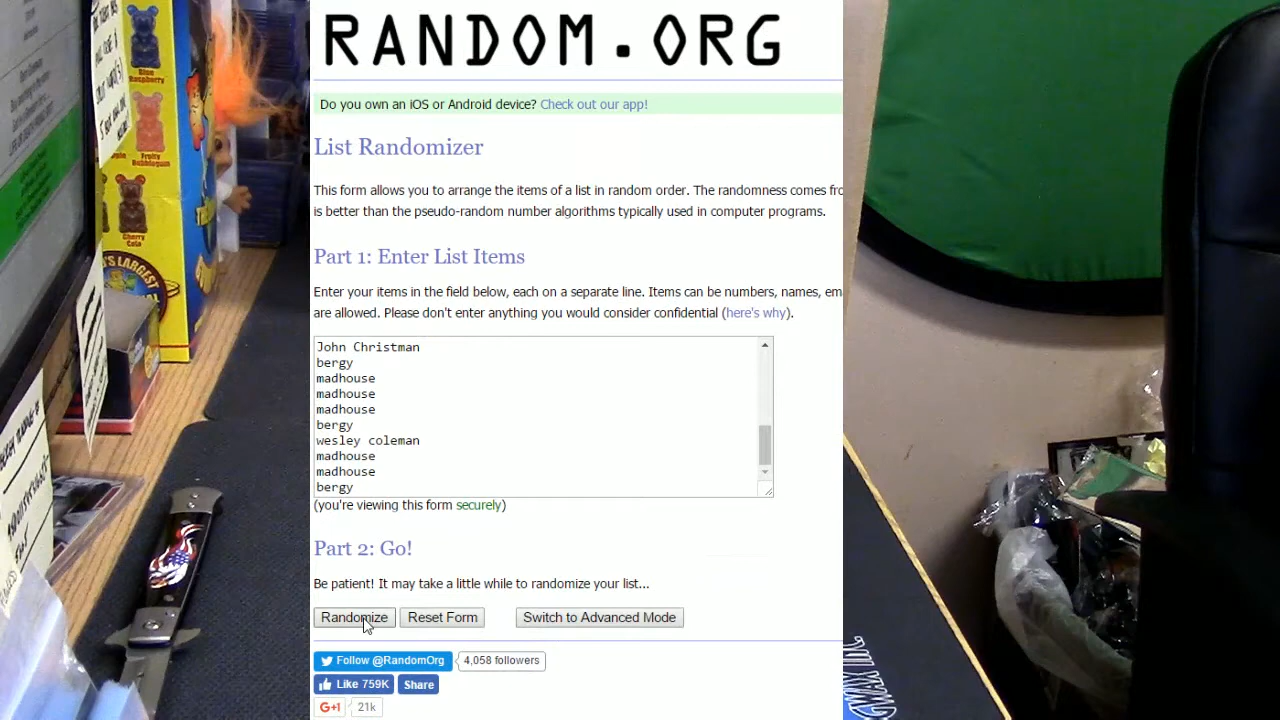 RANDOM.ORG
Do you own an iOS or Android device? Check out our app!
List Randomizer
This form allows you to arrange the items of a list in random order. The randomness comes fro
is better than the pseudo-random number algorithms typically used in computer programs.
Part 1: Enter List Items
Enter your items in the field below, each on a separate line. Items can be numbers, names, em
are allowed. Please don't enter anything you would consider confidential (here's why).
John Christman
bergy
madhouse
madhouse
madhouse
bergy
wesley coleman
madhouse
madhouse
bergy
(you're viewing this form securely)
Part 2: Go!
Be patient! It may take a little while to randomize your list...
Randomize
Reset Form
Switch to Advanced Mode
Follow @RandomOrg
4,058 followers
Like 759K
Share
G+1
21k
Blue
Raspberry
Fruity
Bubblegum
Cherry
Cola